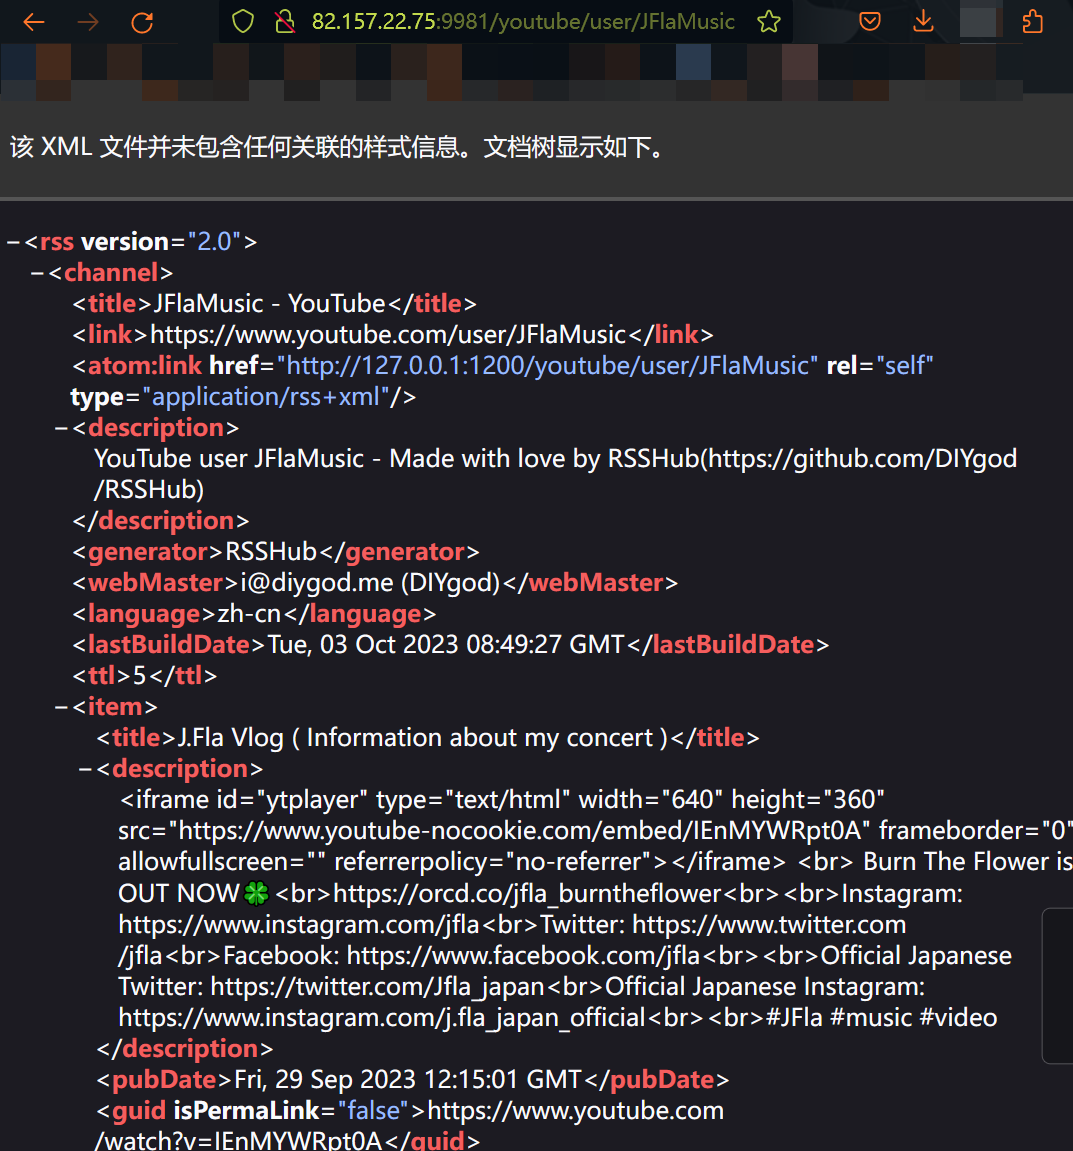 82.157.22.75:9981/youtube/user/JFlaMusic
该 XML 文件并未包含任何关联的样式信息。文档树显示如下。
–<rss version="2.0">
–<channel>
<title>JFlaMusic - YouTube</title>
<link>https://www.youtube.com/user/JFlaMusic</link>
<atom:link href="http://127.0.0.1:1200/youtube/user/JFlaMusic" rel="self"
type="application/rss+xml"/>
–<description>
YouTube user JFlaMusic - Made with love by RSSHub(https://github.com/DIYgod
/RSSHub)
</description>
<generator>RSSHub</generator>
<webMaster>i@diygod.me (DIYgod)</webMaster>
<language>zh-cn</language>
<lastBuildDate>Tue, 03 Oct 2023 08:49:27 GMT</lastBuildDate>
<ttl>5</ttl>
–<item>
<title>J.Fla Vlog ( Information about my concert )</title>
–<description>
<iframe id="ytplayer" type="text/html" width="640" height="360"
src="https://www.youtube-nocookie.com/embed/IEnMYWRpt0A" frameborder="0"
allowfullscreen="" referrerpolicy="no-referrer"></iframe> <br> Burn The Flower is
OUT NOW🍀<br>https://orcd.co/jfla_burntheflower<br><br>Instagram:
https://www.instagram.com/jfla<br>Twitter: https://www.twitter.com
/jfla<br>Facebook: https://www.facebook.com/jfla<br><br>Official Japanese
Twitter: https://twitter.com/Jfla_japan<br>Official Japanese Instagram:
https://www.instagram.com/j.fla_japan_official<br><br>#JFla #music #video
</description>
<pubDate>Fri, 29 Sep 2023 12:15:01 GMT</pubDate>
<guid isPermaLink="false">https://www.youtube.com
/watch?v=IEnMYWRpt0A</guid>